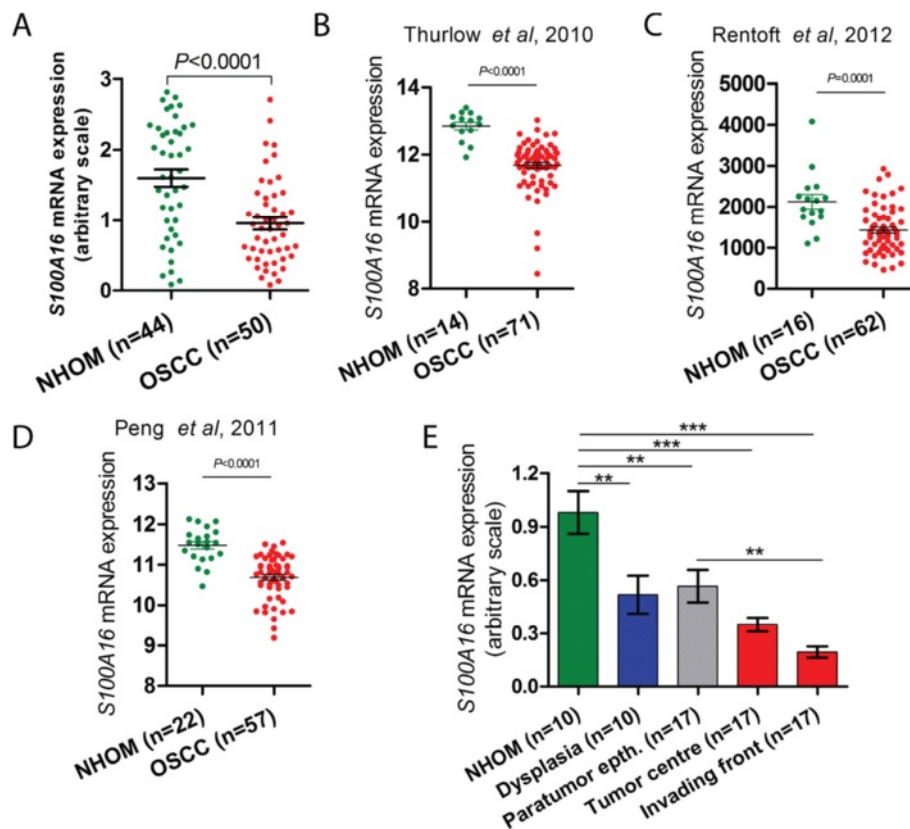 A
P<0.0001
S100A16 mRNA expression
(arbitrary scale)
3
2
1
0
NHOM (n=44)
OSCC (n=50)
B
Thurlow et al, 2010
P<0.0001
S100A16 mRNA expression
14
12
10
8
NHOM (n=14)
OSCC (n=71)
C
Rentoft et al, 2012
P=0.0001
S100A16 mRNA expression
5000
4000
3000
2000
1000
0
NHOM (n=16)
OSCC (n=62)
D
Peng et al, 2011
P<0.0001
S100A16 mRNA expression
13
12
11
10
9
8
NHOM (n=22)
OSCC (n=57)
E
***
***
**
**
**
S100A16 mRNA expression
(arbitrary scale)
1.2
0.9
0.6
0.3
0.0
NHOM (n=10)
Dysplasia (n=10)
Paratumor epth. (n=17)
Tumor centre (n=17)
Invading front (n=17)